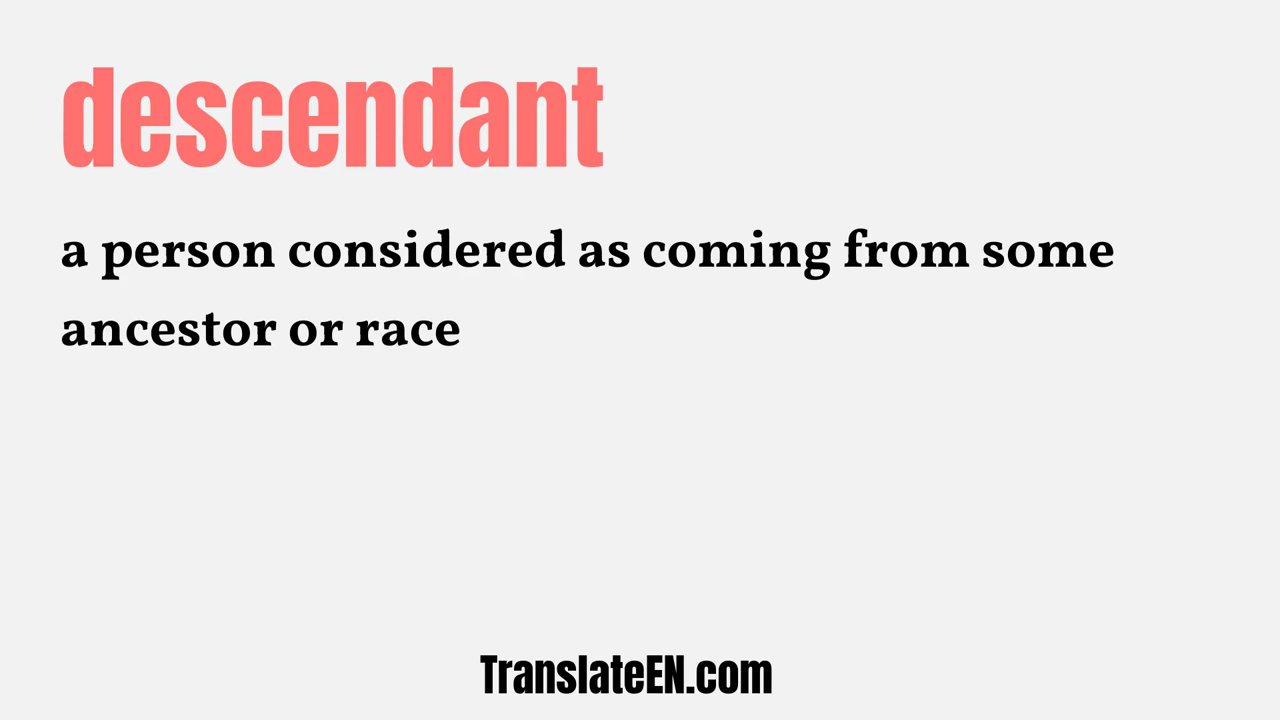 descendant
a person considered as coming from some
ancestor or race
TranslateEN.com